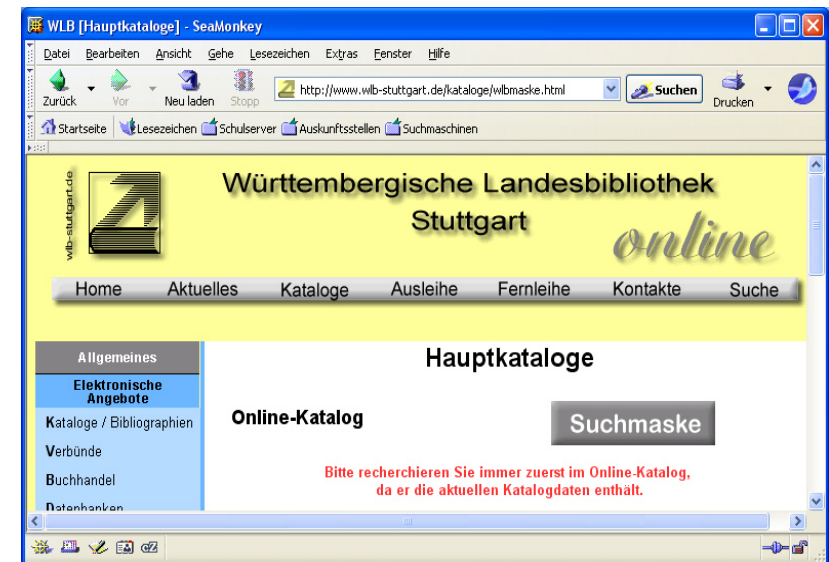 WLB [Hauptkataloge] - SeaMonkey
Datei Bearbeiten Ansicht Gehe Lesezeichen Extras Fenster Hilfe
Zurück Vor Neu laden Stopp http://www.wlb-stuttgart.de/kataloge/wlbmaske.html Suchen Drucken
Startseite Lesezeichen Schulserver Auskunftsstellen Suchmaschinen
wlb-stuttgart.de
Württembergische Landesbibliothek
Stuttgart
online
Home Aktuelles Kataloge Ausleihe Fernleihe Kontakte Suche
Allgemeines
Hauptkataloge
Elektronische
Angebote
Kataloge / Bibliographien
Online-Katalog Suchmaske
Verbünde
Buchhandel
Bitte recherchieren Sie immer zuerst im Online-Katalog,
da er die aktuellen Katalogdaten enthält.
Datenbanken